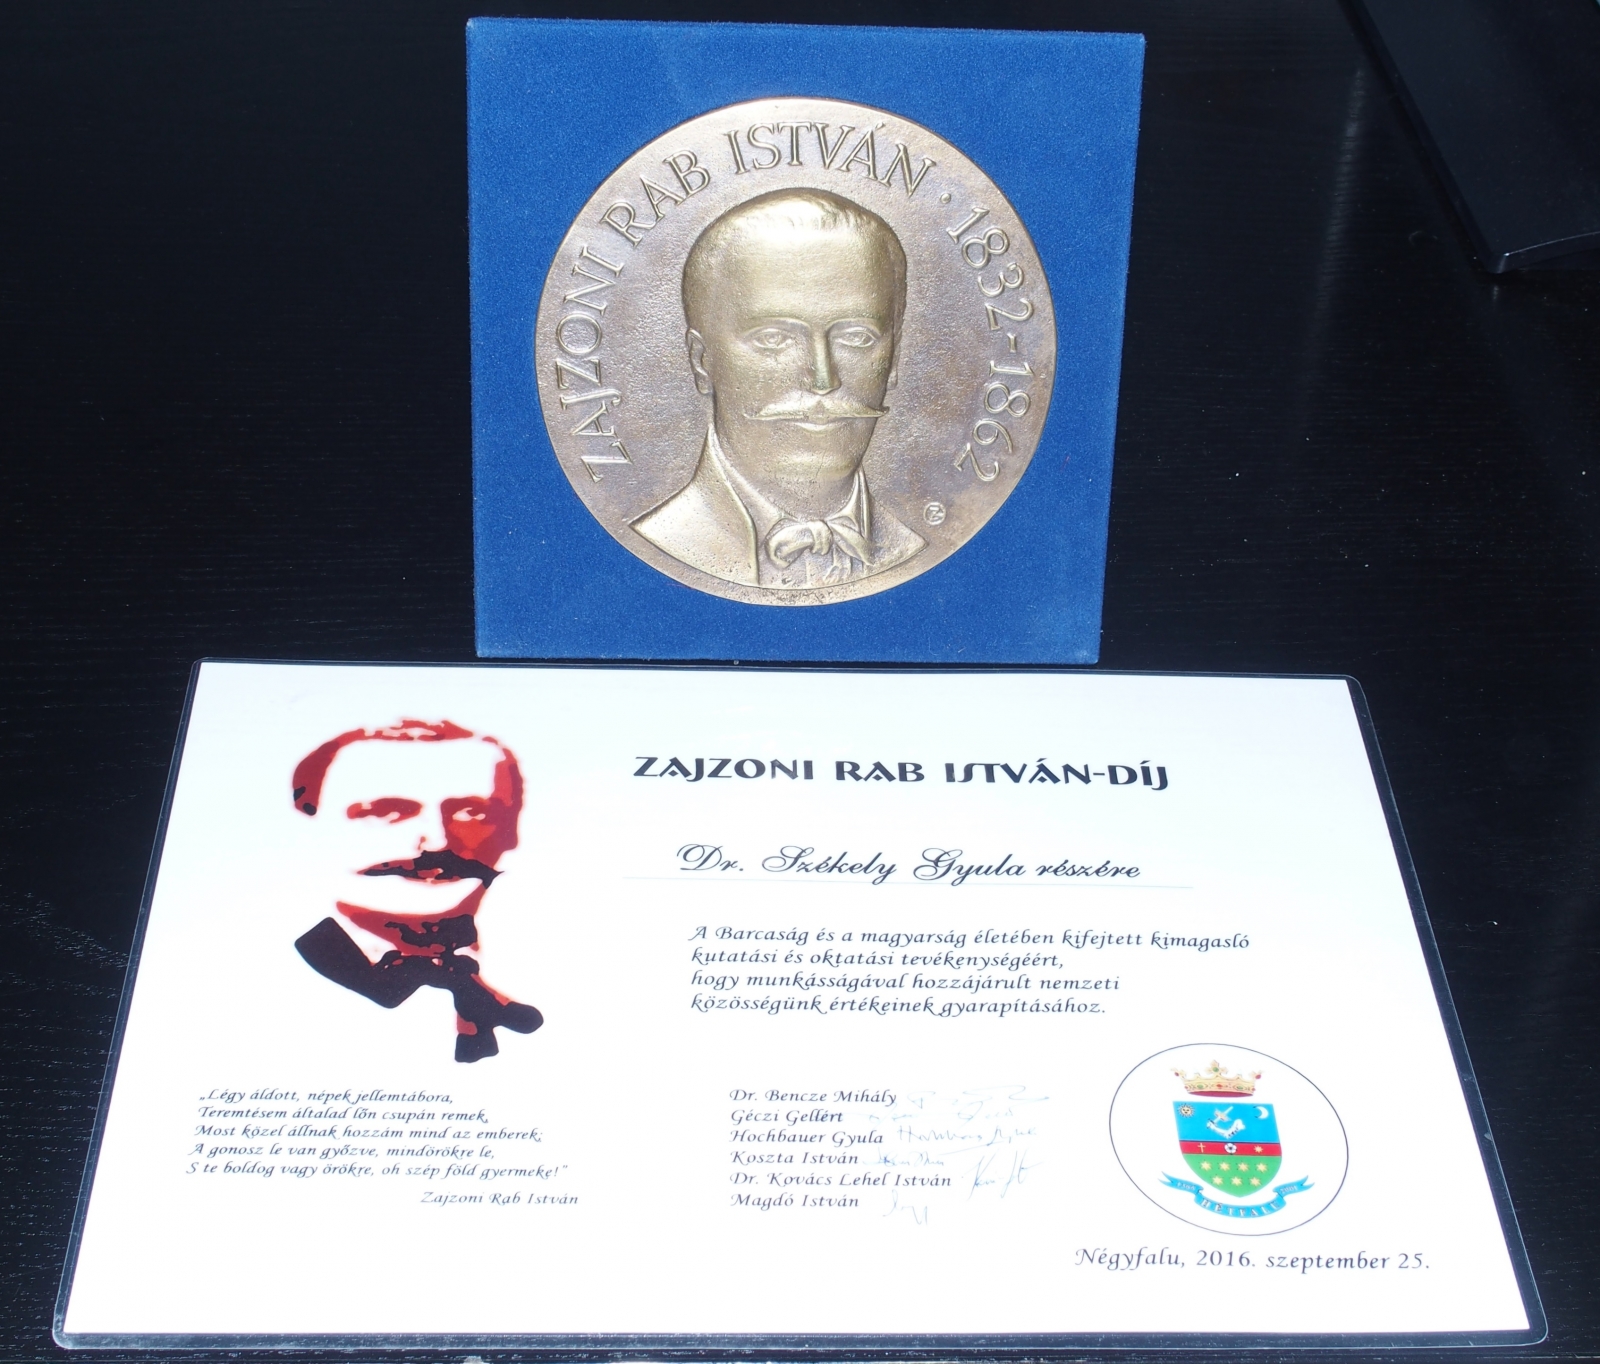 ZAJZONI RAB ISTVÁN · 1832-1862
ZAJZONI RAB ISTVÁN-DÍJ
Dr. Székely Gyula részére
A Barcaság és a magyarság életében kifejtett kimagasló
kutatási és oktatási tevékenységéért,
hogy munkásságával hozzájárult nemzeti
közösségünk értékeinek gyarapításához.
„Légy áldott, népek jellemtábora,
Teremtésem általad lőn csupán remek,
Most közel állnak hozzám mind az emberek;
A gonosz le van győzve, mindörökre le,
S te boldog vagy örökre, oh szép föld gyermeke!"
Zajzoni Rab István
Dr. Bencze Mihály
Géczi Gellért
Hochbauer Gyula
Koszta István
Dr. Kovács Lehel István
Magdó István
HÉTFALU
Négyfalu, 2016. szeptember 25.